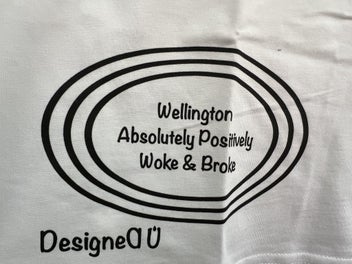 Wellington
Absolutely Positively
Woke & Broke
DesigneD Ü